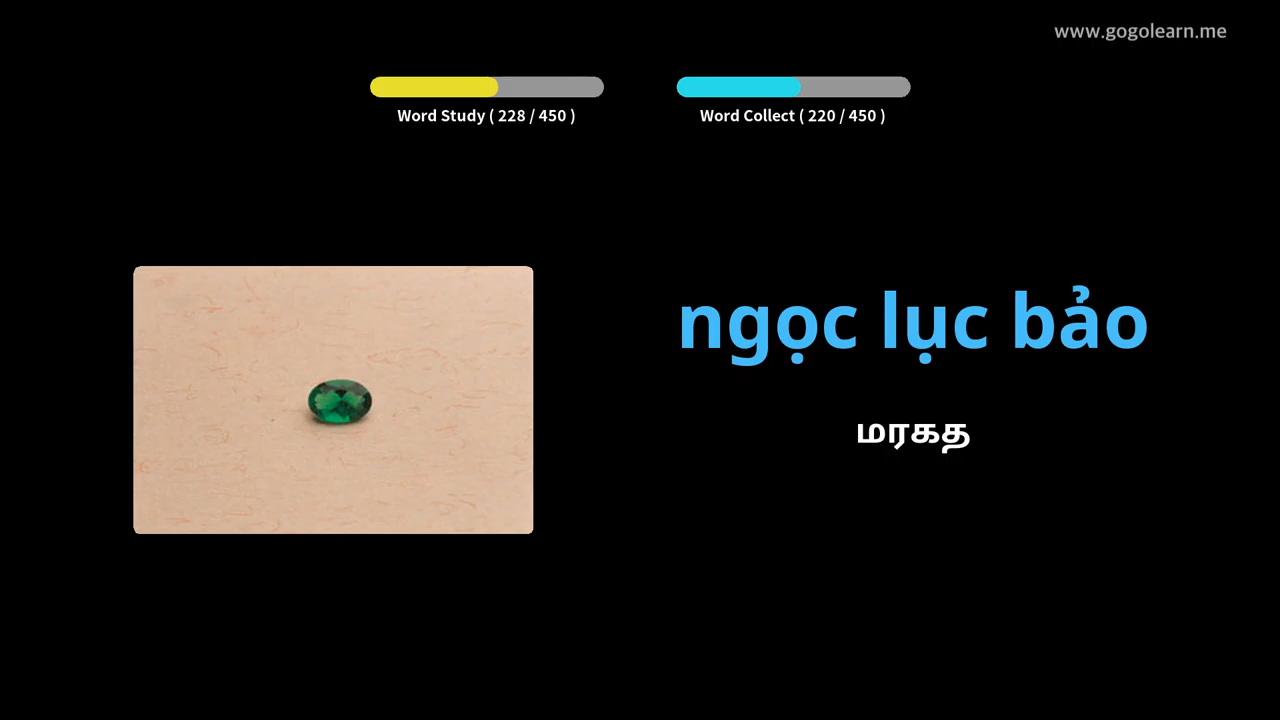 www.gogolearn.me
Word Study ( 228 / 450 )
Word Collect ( 220 / 450 )
ngọc lục bảo
மரகத